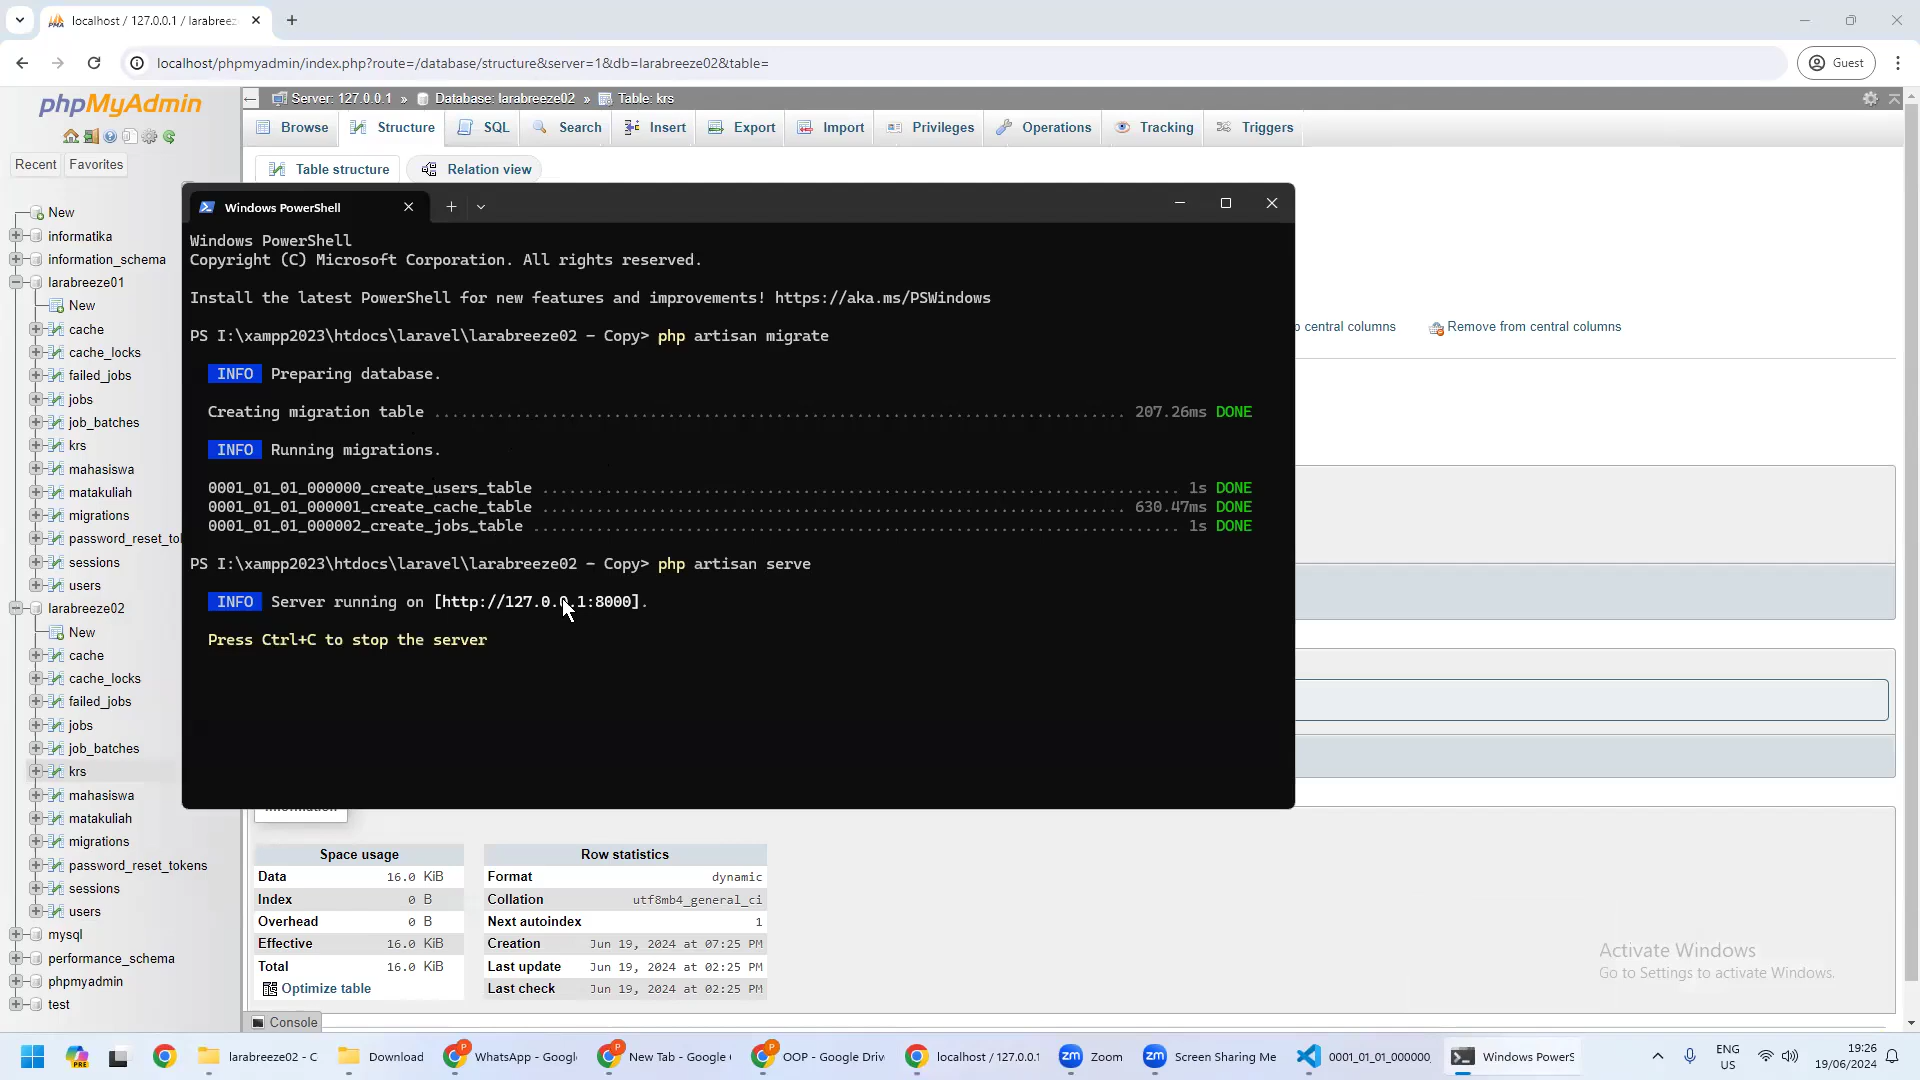 localhost / 127.0.0.1 / larabreeze
localhost/phpmyadmin/index.php?route=/database/structure&server=1&db=larabreeze02&table=
Guest
phpMyAdmin
Server: 127.0.0.1 » Database: larabreeze02 » Table: krs
Browse Structure SQL Search Insert Export Import Privileges Operations Tracking Triggers
Recent Favorites
Table structure Relation view
New
informatika
information_schema
larabreeze01
New
cache
cache_locks
failed_jobs
jobs
job_batches
krs
mahasiswa
matakuliah
migrations
password_reset_to
sessions
users
larabreeze02
New
cache
cache_locks
failed_jobs
jobs
job_batches
krs
mahasiswa
matakuliah
migrations
password_reset_tokens
sessions
users
mysql
performance_schema
phpmyadmin
test
Windows PowerShell
Windows PowerShell
Copyright (C) Microsoft Corporation. All rights reserved.
Install the latest PowerShell for new features and improvements! https://aka.ms/PSWindows
PS I:\xampp2023\htdocs\laravel\larabreeze02 - Copy> php artisan migrate
INFO Preparing database.
Creating migration table ............................................................................. 207.26ms DONE
INFO Running migrations.
0001_01_01_000000_create_users_table ....................................................................... 1s DONE
0001_01_01_000001_create_cache_table ................................................................. 630.47ms DONE
0001_01_01_000002_create_jobs_table ........................................................................ 1s DONE
PS I:\xampp2023\htdocs\laravel\larabreeze02 - Copy> php artisan serve
INFO Server running on [http://127.0.0.1:8000].
Press Ctrl+C to stop the server
central columns Remove from central columns
Space usage
Data 16.0 KiB
Index 0 B
Overhead 0 B
Effective 16.0 KiB
Total 16.0 KiB
Optimize table
Row statistics
Format dynamic
Collation utf8mb4_general_ci
Next autoindex 1
Creation Jun 19, 2024 at 07:25 PM
Last update Jun 19, 2024 at 02:25 PM
Last check Jun 19, 2024 at 02:25 PM
Console
Activate Windows
Go to Settings to activate Windows.
larabreeze02 - C Download WhatsApp - Googl New Tab - Google OOP - Google Driv localhost / 127.0.0.1 Zoom Screen Sharing Me 0001_01_01_000000_ Windows PowerS
ENG
US
19:26
19/06/2024